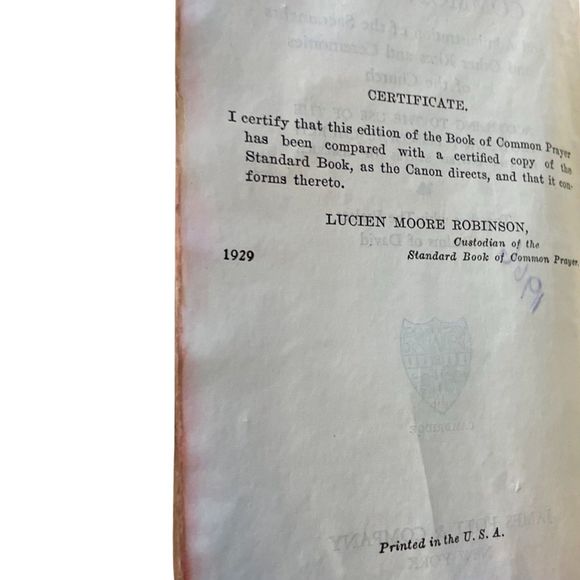 CERTIFICATE.
I certify that this edition of the Book of Common Prayer
has been compared with a certified copy of the
Standard Book, as the Canon directs, and that it con-
forms thereto.
LUCIEN MOORE ROBINSON,
Custodian of the
1929 Standard Book of Common Prayer.
Printed in the U. S. A.